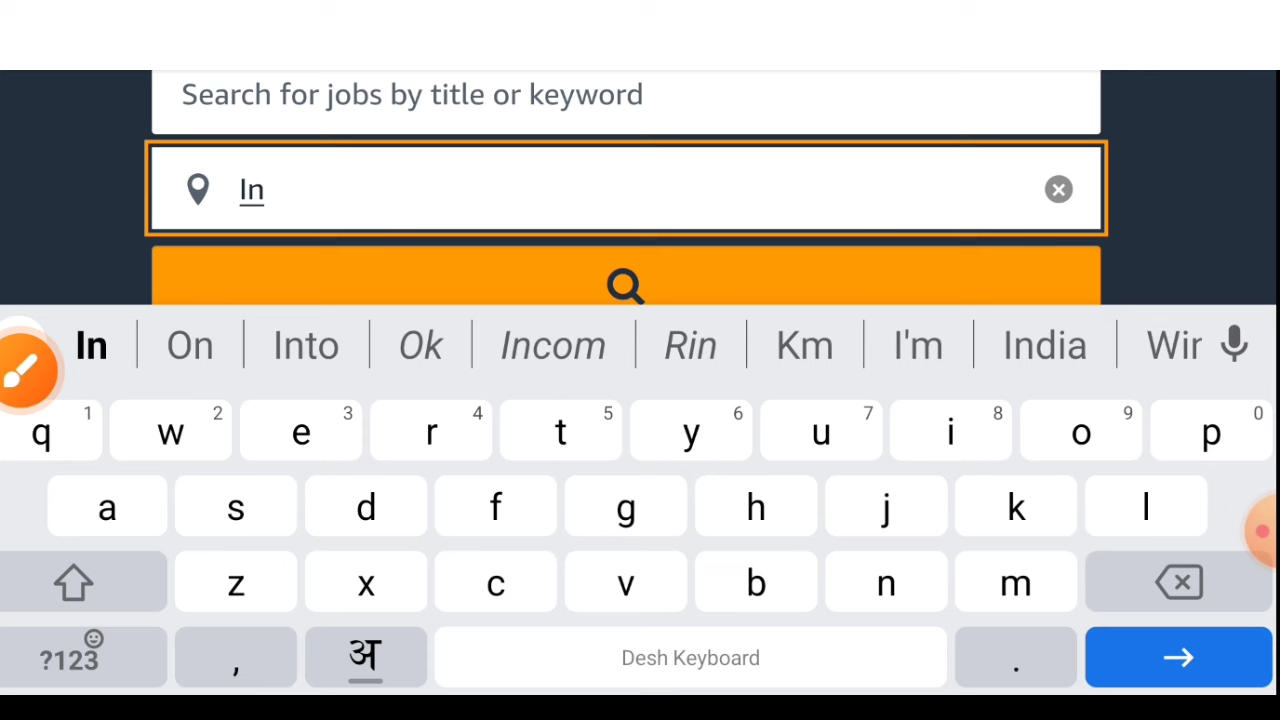 Search for jobs by title or keyword
In
In On Into Ok Incom Rin Km I'm India Wir
1 2 3 4 5 6 7 8 9 0
q w e r t y u i o p
a s d f g h j k l
z x c v b n m
?123 , अ Desh Keyboard .